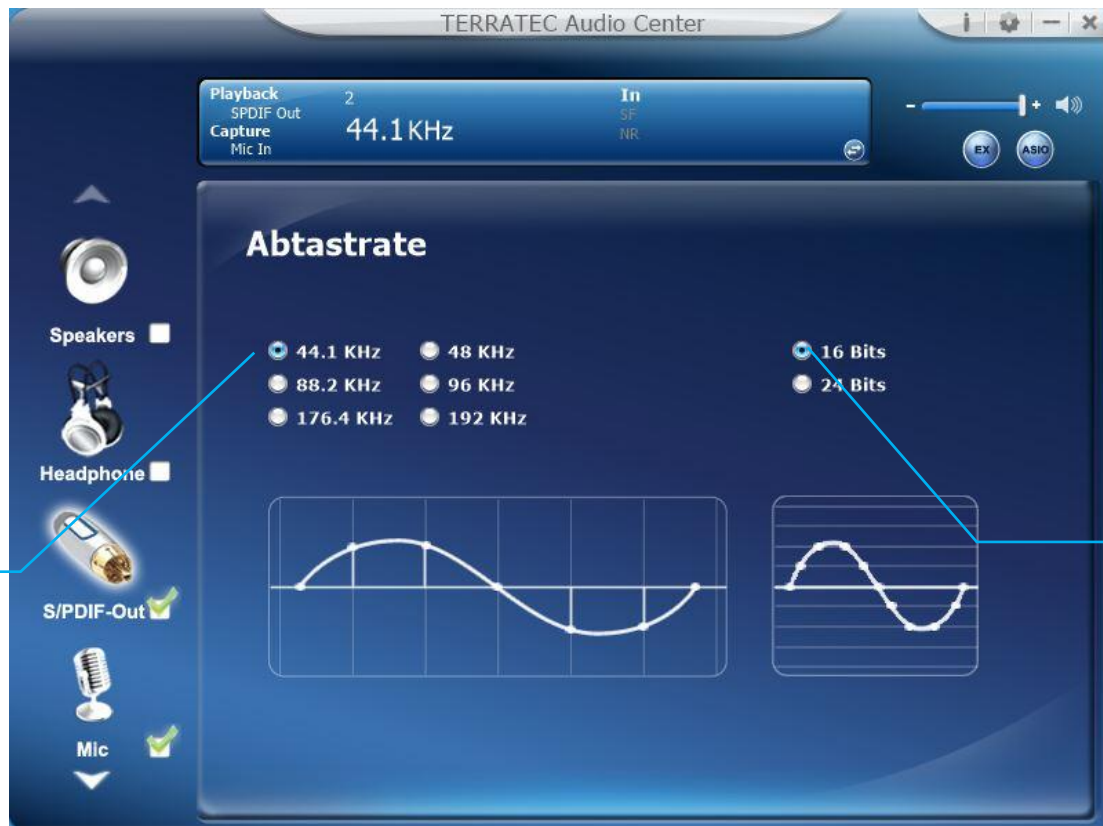 TERRATEC Audio Center
i
Playback 2 In
SPDIF Out SF
Capture 44.1KHz NR
Mic In
EX ASIO
Abtastrate
Speakers
44.1 KHz 48 KHz 16 Bits
88.2 KHz 96 KHz 24 Bits
176.4 KHz 192 KHz
Headphone
S/PDIF-Out
Mic